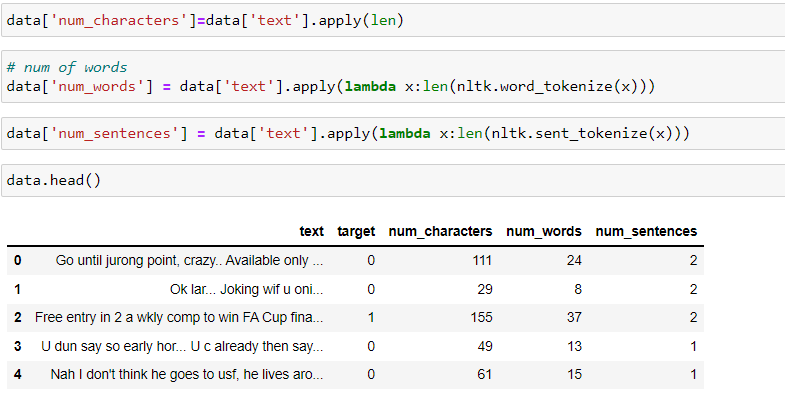 data['num_characters']=data['text'].apply(len)
# num of words
data['num_words'] = data['text'].apply(lambda x:len(nltk.word_tokenize(x)))
data['num_sentences'] = data['text'].apply(lambda x:len(nltk.sent_tokenize(x)))
data.head()
text target num_characters num_words num_sentences
0 Go until jurong point, crazy.. Available only ... 0 111 24 2
1 Ok lar... Joking wif u oni... 0 29 8 2
2 Free entry in 2 a wkly comp to win FA Cup fina... 1 155 37 2
3 U dun say so early hor... U c already then say... 0 49 13 1
4 Nah I don't think he goes to usf, he lives aro... 0 61 15 1